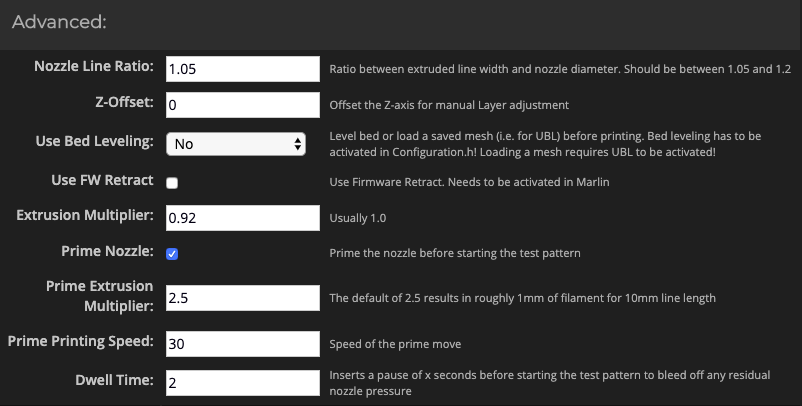 Advanced:
Nozzle Line Ratio: 1.05 Ratio between extruded line width and nozzle diameter. Should be between 1.05 and 1.2
Z-Offset: 0 Offset the Z-axis for manual Layer adjustment
Use Bed Leveling: No Level bed or load a saved mesh (i.e. for UBL) before printing. Bed leveling has to be
activated in Configuration.h! Loading a mesh requires UBL to be activated!
Use FW Retract Use Firmware Retract. Needs to be activated in Marlin
Extrusion Multiplier: 0.92 Usually 1.0
Prime Nozzle: Prime the nozzle before starting the test pattern
Prime Extrusion
Multiplier: 2.5 The default of 2.5 results in roughly 1mm of filament for 10mm line length
Prime Printing Speed: 30 Speed of the prime move
Dwell Time: 2 Inserts a pause of x seconds before starting the test pattern to bleed off any residual
nozzle pressure